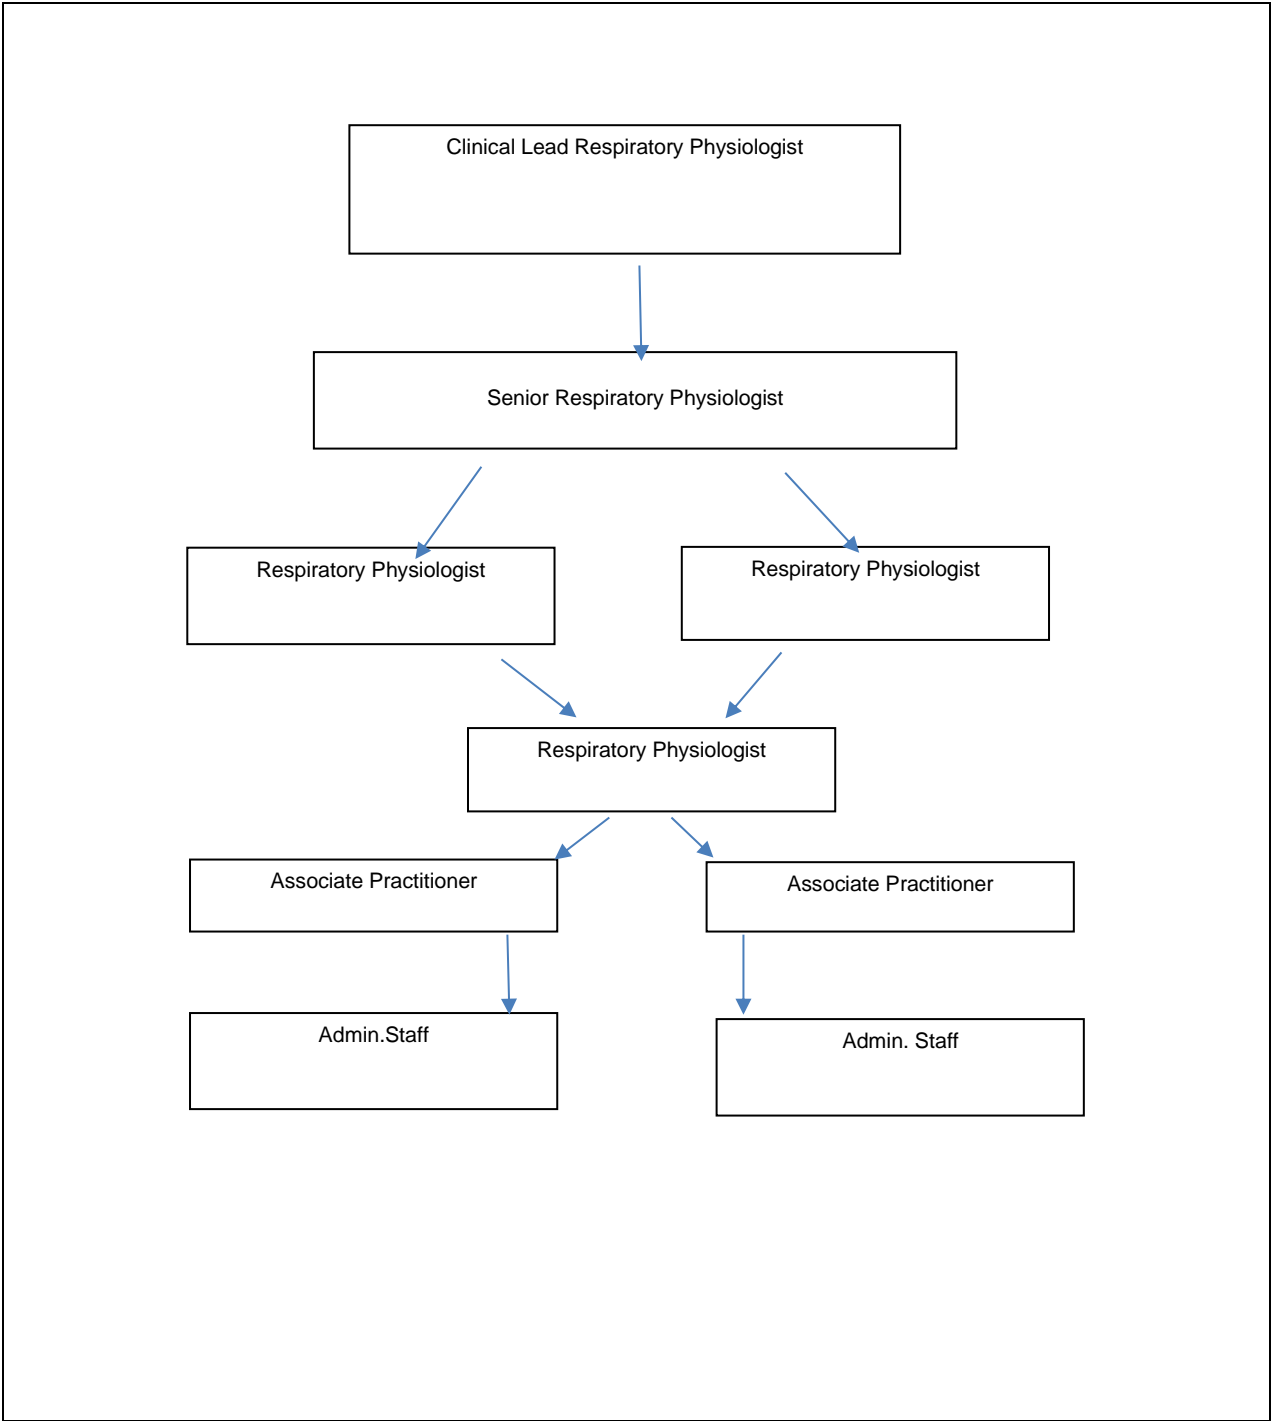 Clinical Lead Respiratory Physiologist
Senior Respiratory Physiologist
Respiratory Physiologist
Respiratory Physiologist
Respiratory Physiologist
Associate Practitioner
Associate Practitioner
Admin.Staff
Admin. Staff